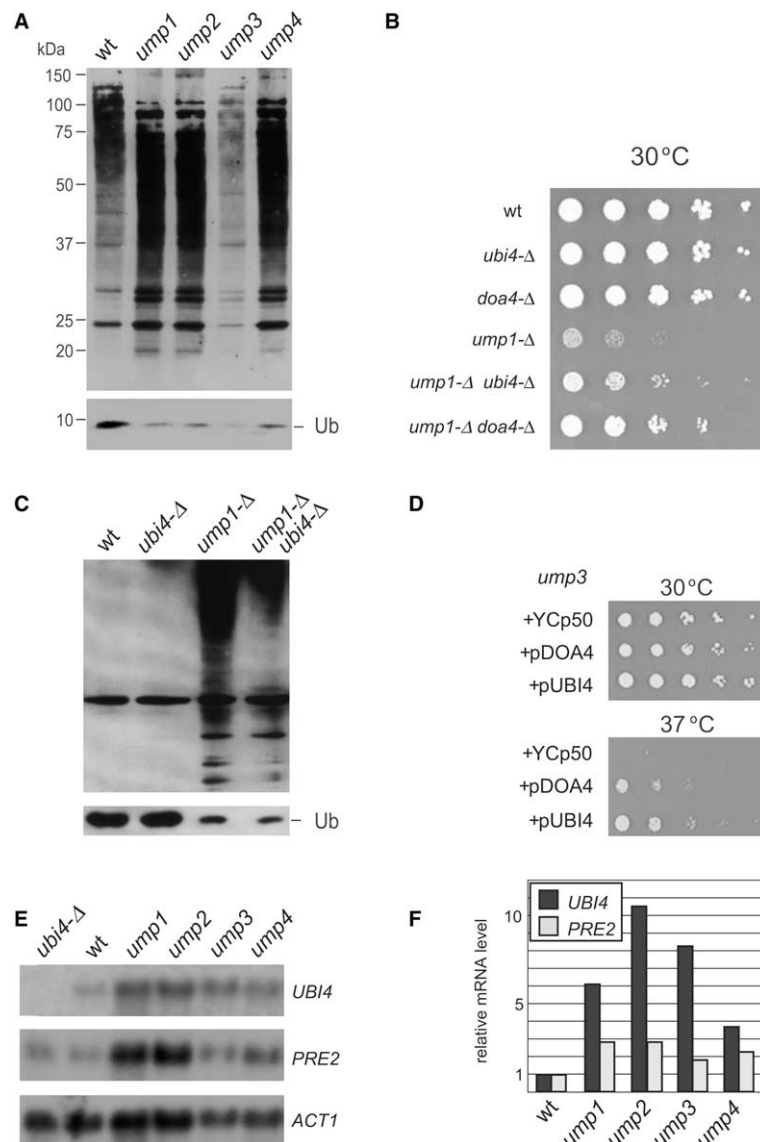 A
kDa
wt
ump1
ump2
ump3
ump4
150
100
75
50
37
25
20
10
Ub
B
30°C
wt
ubi4-Δ
doa4-Δ
ump1-Δ
ump1-Δ ubi4-Δ
ump1-Δ doa4-Δ
C
wt
ubi4-Δ
ump1-Δ
ump1-Δ
ubi4-Δ
Ub
D
ump3
30°C
+YCp50
+pDOA4
+pUBI4
37°C
+YCp50
+pDOA4
+pUBI4
E
ubi4-Δ
wt
ump1
ump2
ump3
ump4
UBI4
PRE2
ACT1
F
UBI4
PRE2
relative mRNA level
10
5
1
wt
ump1
ump2
ump3
ump4